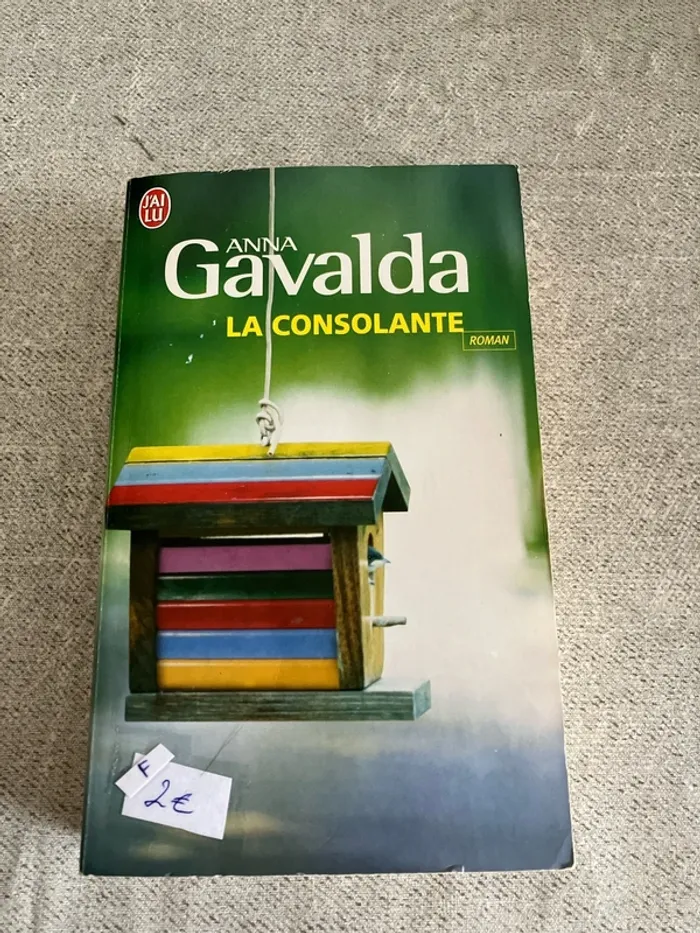 J'AI
LU
ANNA
Gavalda
LA CONSOLANTE
ROMAN
F
2€